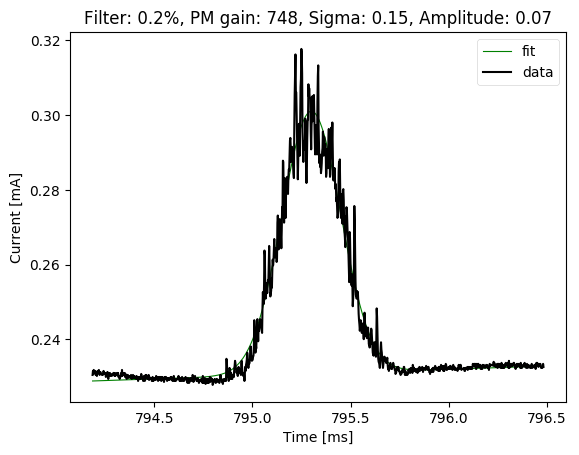 Filter: 0.2%, PM gain: 748, Sigma: 0.15, Amplitude: 0.07
fit
data
0.32
0.30
0.28
0.26
0.24
Current [mA]
794.5
795.0
795.5
796.0
796.5
Time [ms]